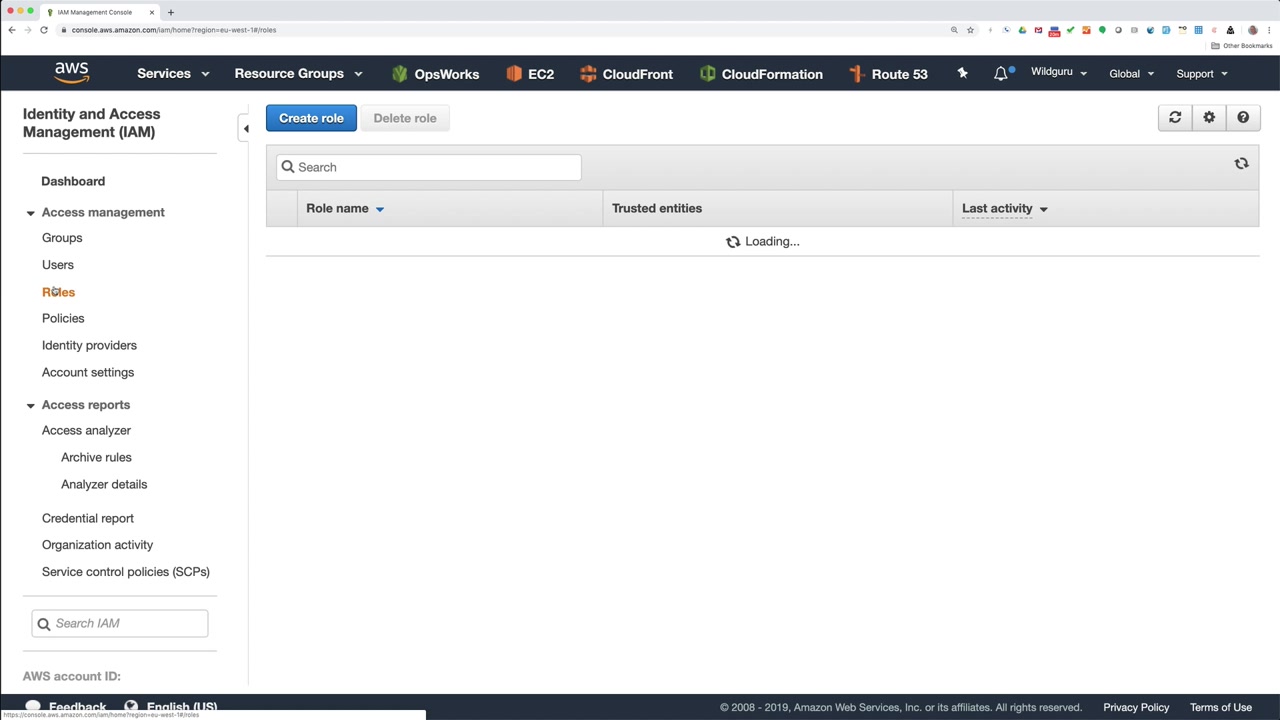 IAM Management Console
console.aws.amazon.com/iam/home?region=eu-west-1#/roles
Other Bookmarks
aws Services Resource Groups OpsWorks EC2 CloudFront CloudFormation Route 53 Wildguru Global Support
Identity and Access
Management (IAM)
Dashboard
Access management
Groups
Users
Roles
Policies
Identity providers
Account settings
Access reports
Access analyzer
Archive rules
Analyzer details
Credential report
Organization activity
Service control policies (SCPs)
Search IAM
AWS account ID:
Create role Delete role
Search
Role name Trusted entities Last activity
Loading...
Feedback English (US) © 2008 - 2019, Amazon Web Services, Inc. or its affiliates. All rights reserved. Privacy Policy Terms of Use
https://console.aws.amazon.com/iam/home?region=eu-west-1#/roles